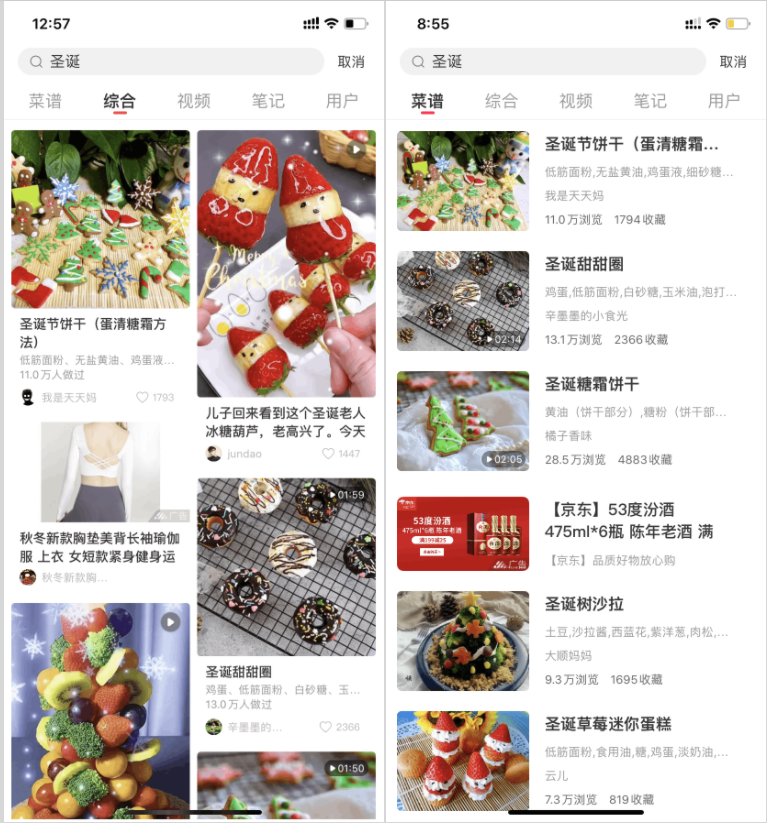 12:57
圣诞
取消
菜谱 综合 视频 笔记 用户
圣诞节饼干（蛋清糖霜方
法）
低筋面粉、无盐黄油、鸡蛋液…
11.0万人做过
我是天天妈 1793
广告
秋冬新款胸垫美背长袖瑜伽
服 上衣 女短款紧身健身运
秋冬新款胸…
Merry
Christmas
儿子回来看到这个圣诞老人
冰糖葫芦，老高兴了。今天
jundao 1447
01:59
圣诞甜甜圈
鸡蛋、低筋面粉、白砂糖、玉…
13.0万人做过
辛墨墨的… 2366
01:50
8:55
圣诞
取消
菜谱 综合 视频 笔记 用户
圣诞节饼干（蛋清糖霜…
低筋面粉,无盐黄油,鸡蛋液,细砂糖…
我是天天妈
11.0万浏览 1794收藏
02:14
圣诞甜甜圈
鸡蛋,低筋面粉,白砂糖,玉米油,泡打…
辛墨墨的小食光
13.1万浏览 2366收藏
02:05
圣诞糖霜饼干
黄油（饼干部分）,糖粉（饼干部…
橘子香味
28.5万浏览 4883收藏
53度汾酒
475ml*6瓶 陈年老酒
满199减25
广告
【京东】53度汾酒
475ml*6瓶 陈年老酒 满
【京东】品质好物放心购
圣诞树沙拉
土豆,沙拉酱,西蓝花,紫洋葱,肉松,…
大顺妈妈
9.3万浏览 1695收藏
圣诞草莓迷你蛋糕
低筋面粉,食用油,糖,鸡蛋,淡奶油,…
云儿
7.3万浏览 819收藏